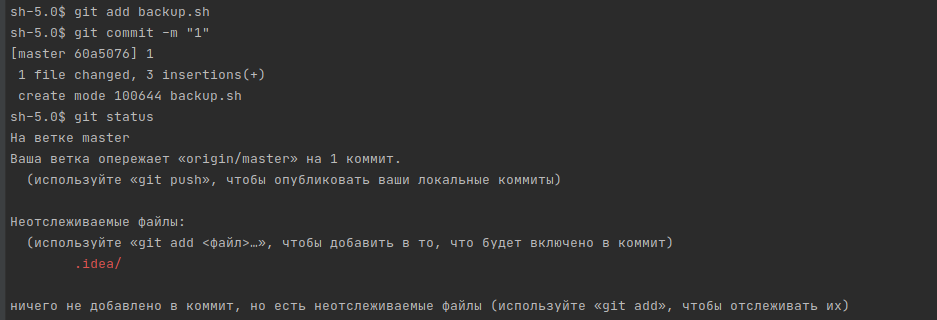 sh-5.0$ git add backup.sh
sh-5.0$ git commit -m "1"
[master 60a5076] 1
 1 file changed, 3 insertions(+)
 create mode 100644 backup.sh
sh-5.0$ git status
На ветке master
Ваша ветка опережает «origin/master» на 1 коммит.
  (используйте «git push», чтобы опубликовать ваши локальные коммиты)
Неотслеживаемые файлы:
  (используйте «git add <файл>…», чтобы добавить в то, что будет включено в коммит)
        .idea/
ничего не добавлено в коммит, но есть неотслеживаемые файлы (используйте «git add», чтобы отслеживать их)